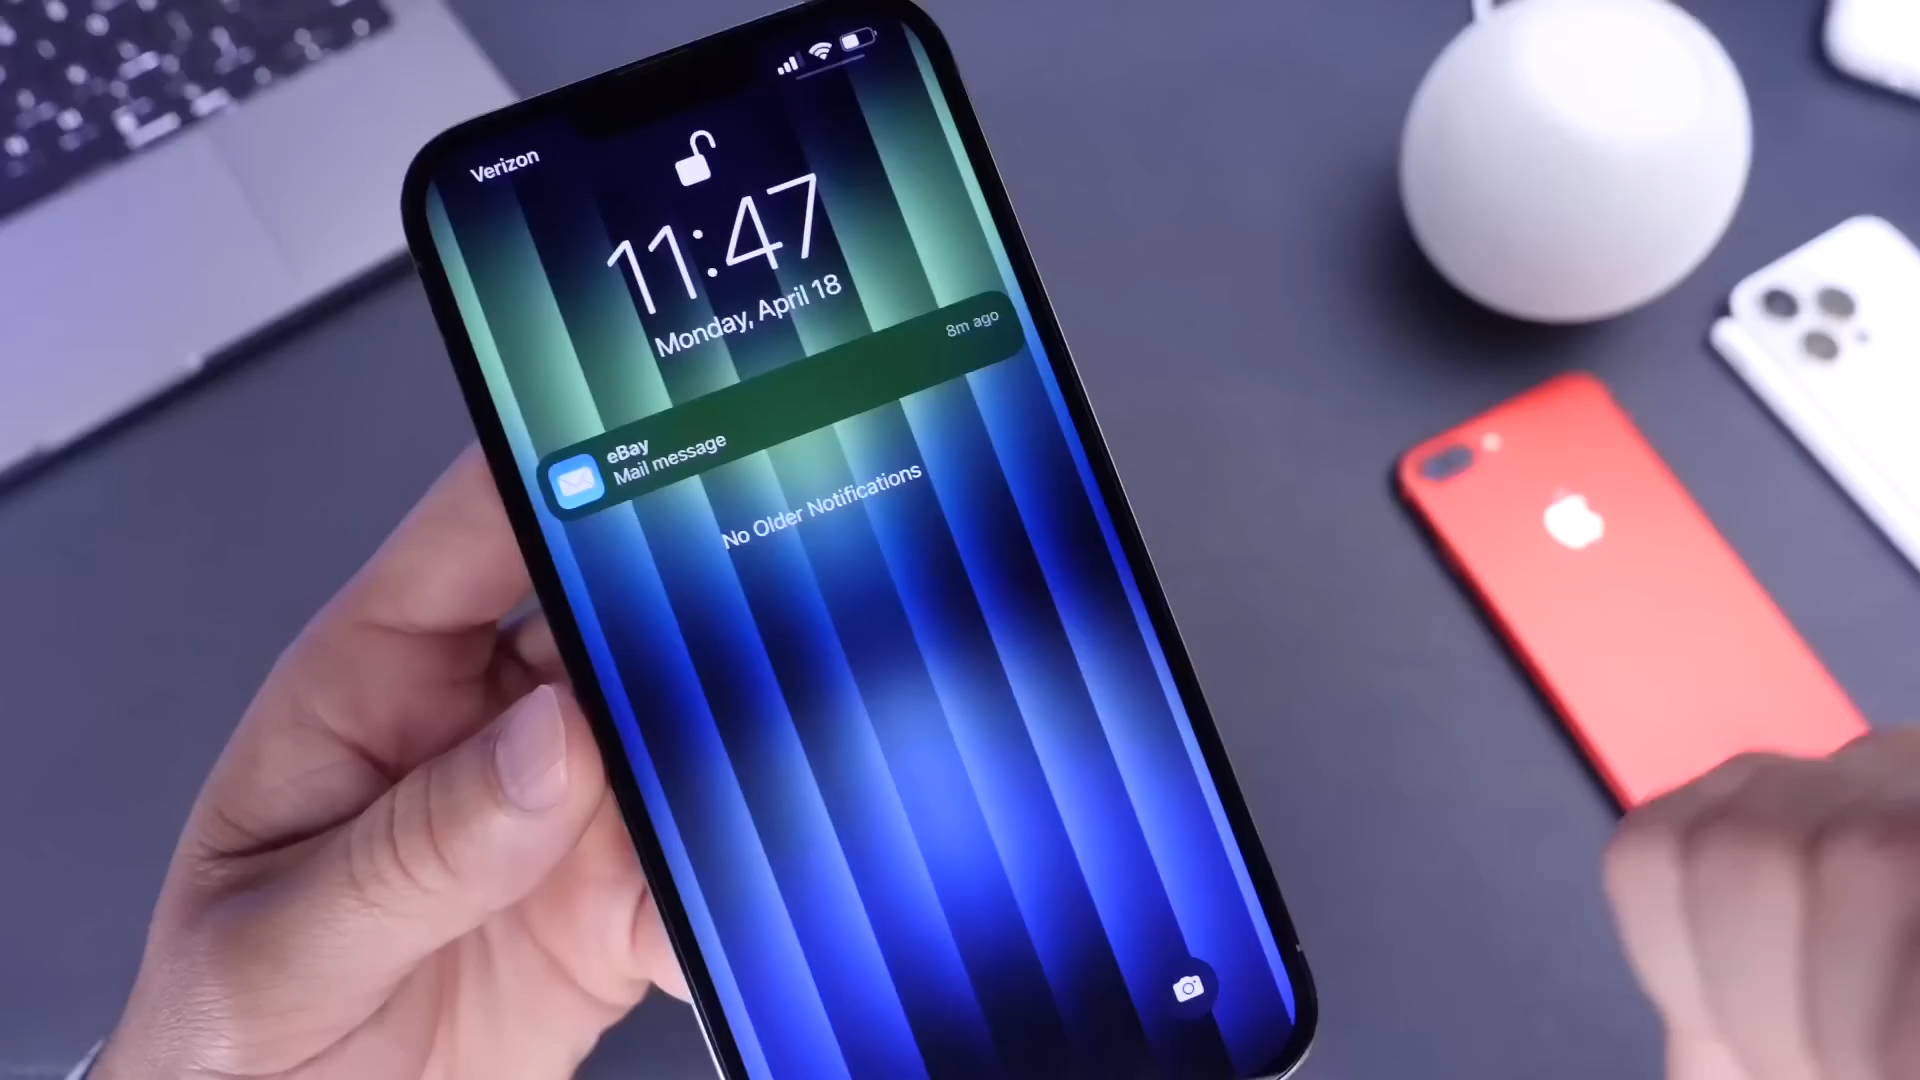 Verizon
11:47
Monday, April 18
8m ago
eBay
Mail message
No Older Notifications